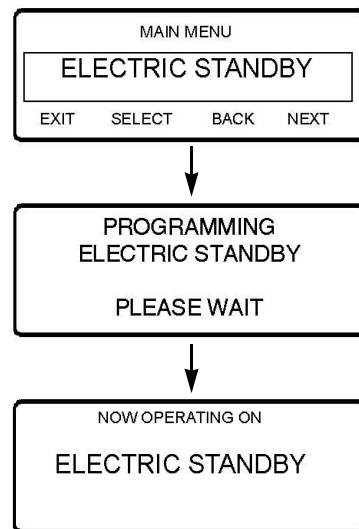 MAIN MENU
ELECTRIC STANDBY
EXIT SELECT BACK NEXT
PROGRAMMING
ELECTRIC STANDBY
PLEASE WAIT
NOW OPERATING ON
ELECTRIC STANDBY